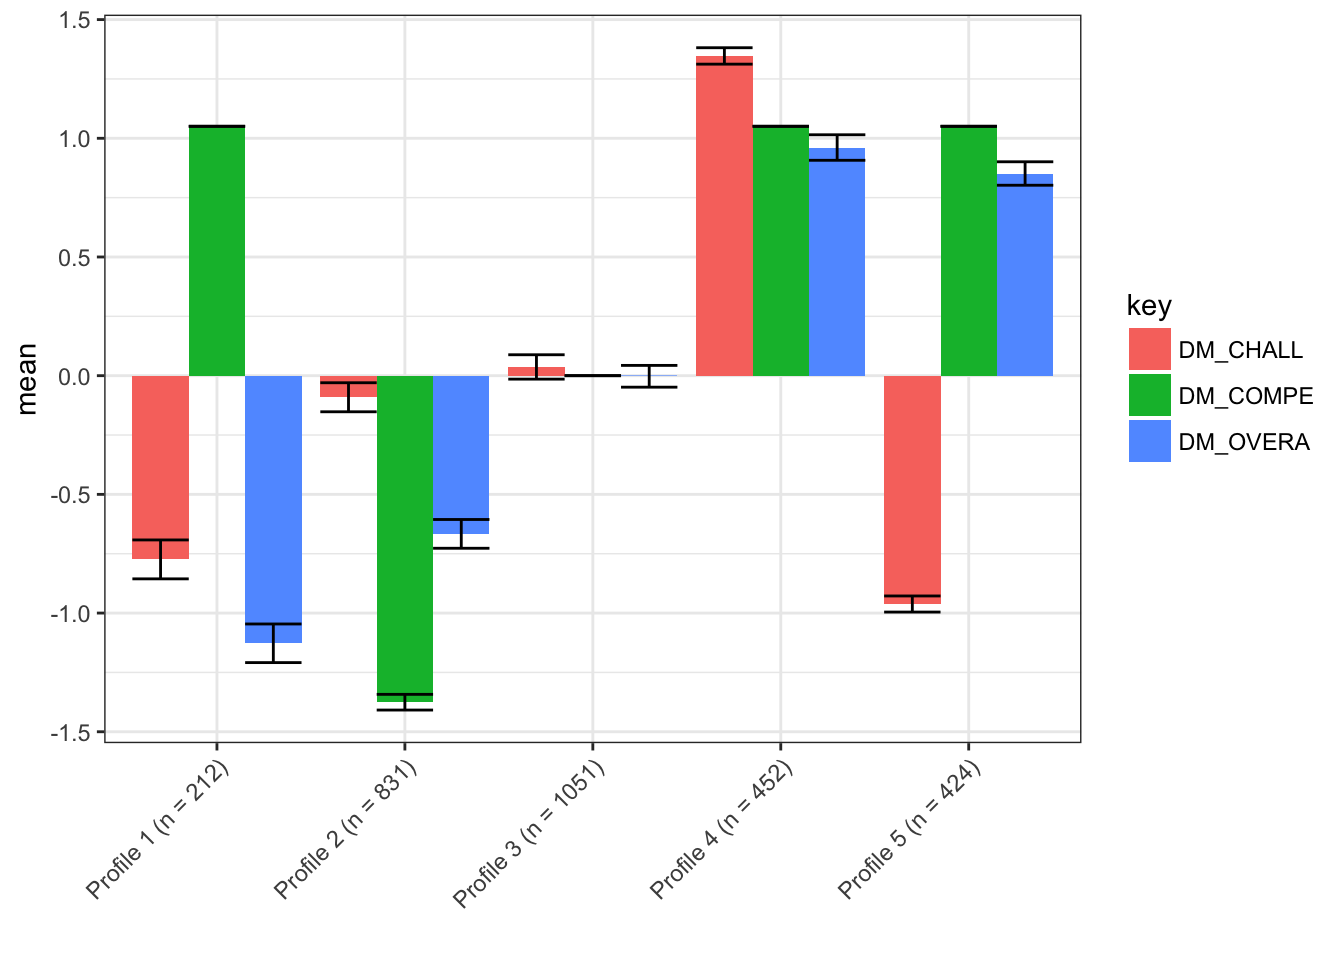 1.5
1.0
0.5
0.0
-0.5
-1.0
-1.5
mean
Profile 1 (n = 212)
Profile 2 (n = 831)
Profile 3 (n = 1051)
Profile 4 (n = 452)
Profile 5 (n = 424)
key
DM_CHALL
DM_COMPE
DM_OVERA